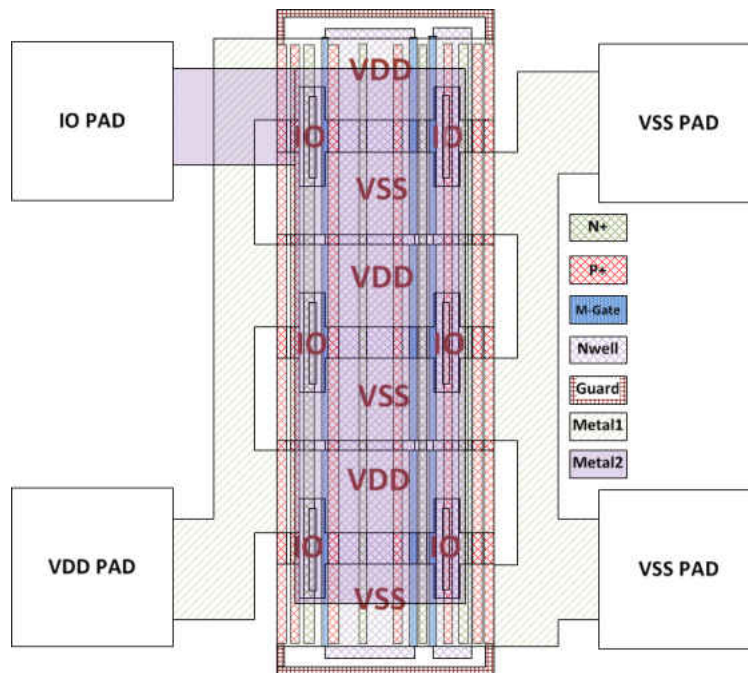 VDD
IO PAD
IO
IO
VSS PAD
VSS
N+
VDD
P+
M-Gate
IO
IO
Nwell
Guard
VSS
Metal1
Metal2
VDD
IO
IO
VDD PAD
VSS PAD
VSS